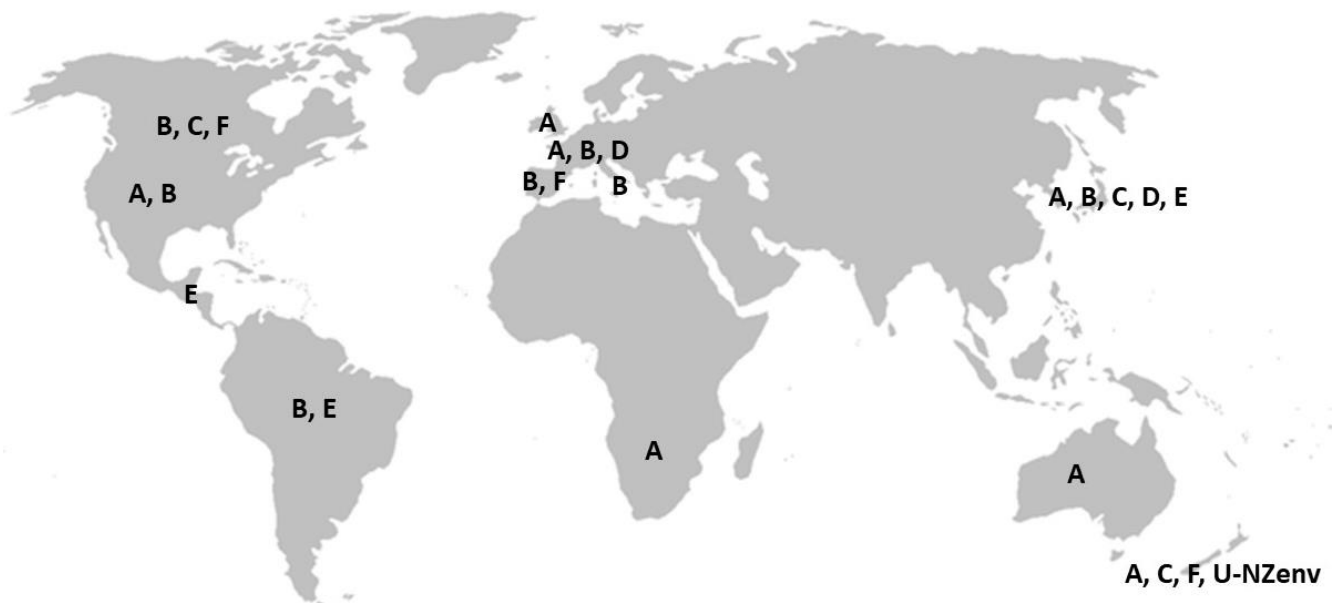 A
B, C, F
A, B, D
B, F
B
A, B
A, B, C, D, E
E
B, E
A
A
A, C, F, U-NZenv